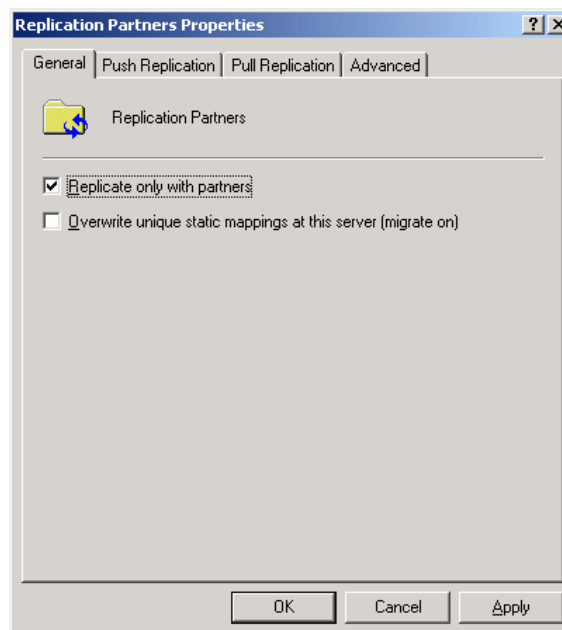 Replication Partners Properties
General Push Replication Pull Replication Advanced
Replication Partners
Replicate only with partners
Overwrite unique static mappings at this server (migrate on)
OK Cancel Apply